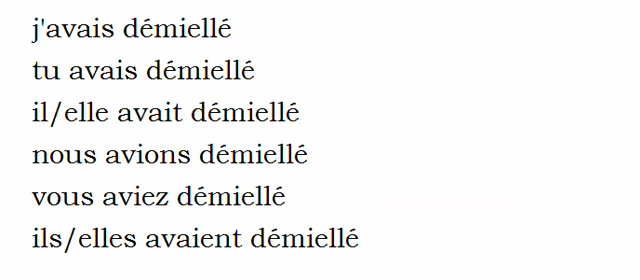 j'avais démiellé
tu avais démiellé
il/elle avait démiellé
nous avions démiellé
vous aviez démiellé
ils/elles avaient démiellé